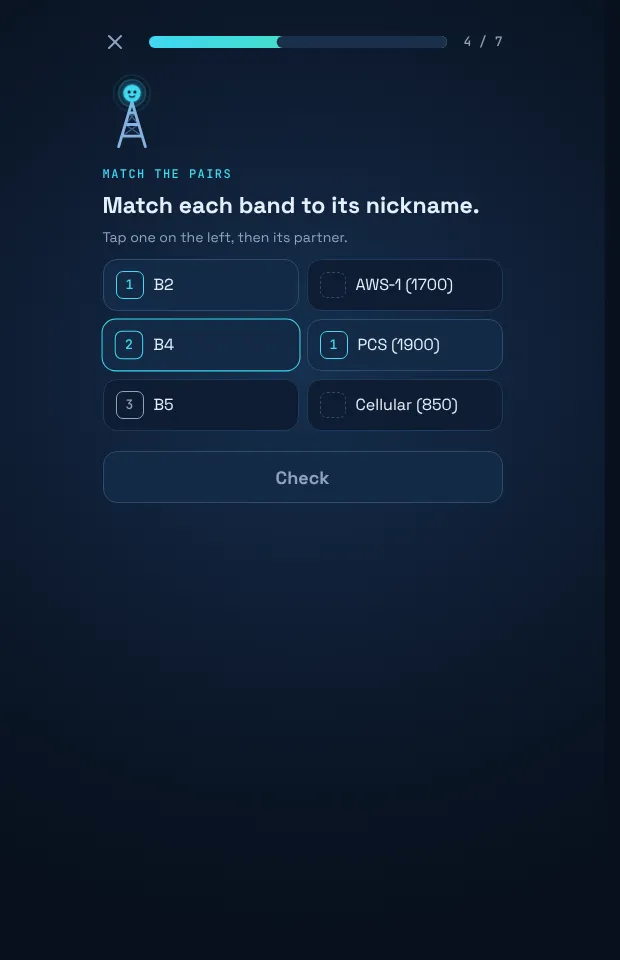 4 / 7
MATCH THE PAIRS
Match each band to its nickname.
Tap one on the left, then its partner.
1 B2
AWS-1 (1700)
2 B4
1 PCS (1900)
3 B5
Cellular (850)
Check